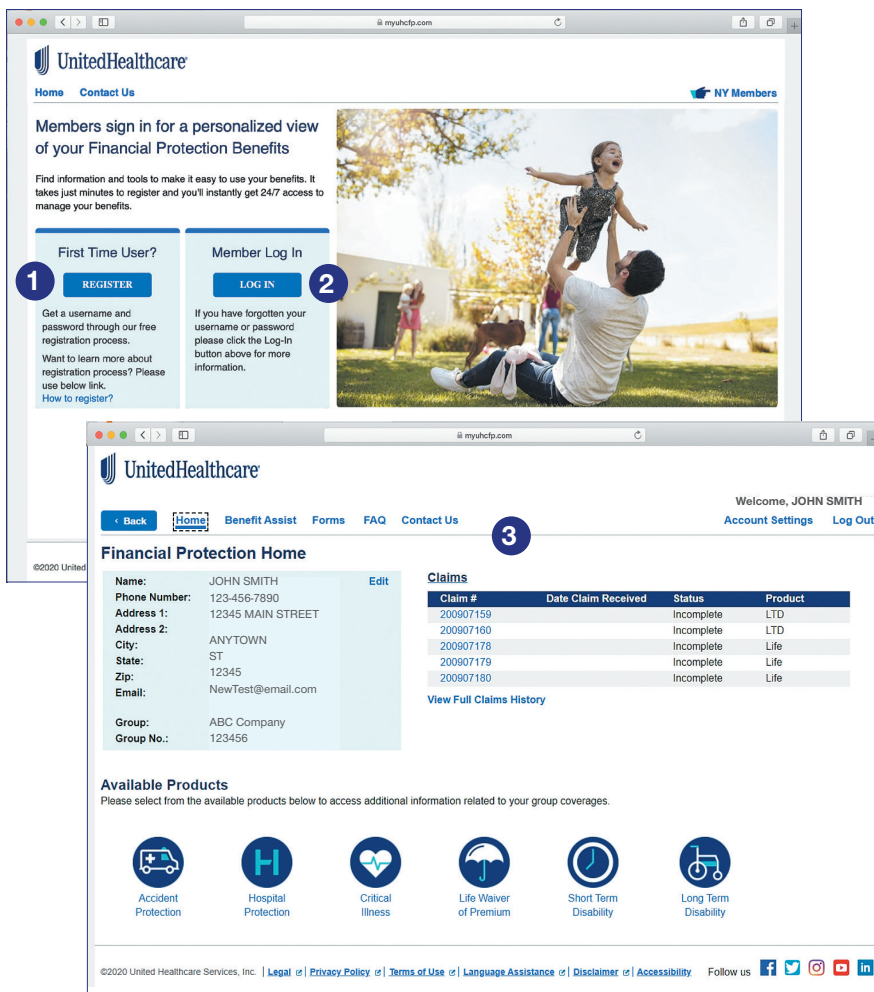 myuhcfp.com
UnitedHealthcare®
Home Contact Us
NY Members
Members sign in for a personalized view
of your Financial Protection Benefits
Find information and tools to make it easy to use your benefits. It
takes just minutes to register and you'll instantly get 24/7 access to
manage your benefits.
First Time User?
1
REGISTER
Get a username and
password through our free
registration process.
Want to learn more about
registration process? Please
use below link.
How to register?
Member Log In
LOG IN
2
If you have forgotten your
username or password
please click the Log-In
button above for more
information.
©2020 United
myuhcfp.com
UnitedHealthcare®
Welcome, JOHN SMITH
‹ Back Home Benefit Assist Forms FAQ Contact Us
3
Account Settings Log Out
Financial Protection Home
Name: JOHN SMITH Edit
Phone Number: 123-456-7890
Address 1: 12345 MAIN STREET
Address 2:
City: ANYTOWN
State: ST
Zip: 12345
Email: NewTest@email.com
Group: ABC Company
Group No.: 123456
Claims
Claim # Date Claim Received Status Product
200907159 Incomplete LTD
200907160 Incomplete LTD
200907178 Incomplete Life
200907179 Incomplete Life
200907180 Incomplete Life
View Full Claims History
Available Products
Please select from the available products below to access additional information related to your group coverages.
H
Accident
Protection
Hospital
Protection
Critical
Illness
Life Waiver
of Premium
Short Term
Disability
Long Term
Disability
©2020 United Healthcare Services, Inc. | Legal | Privacy Policy | Terms of Use | Language Assistance | Disclaimer | Accessibility Follow us